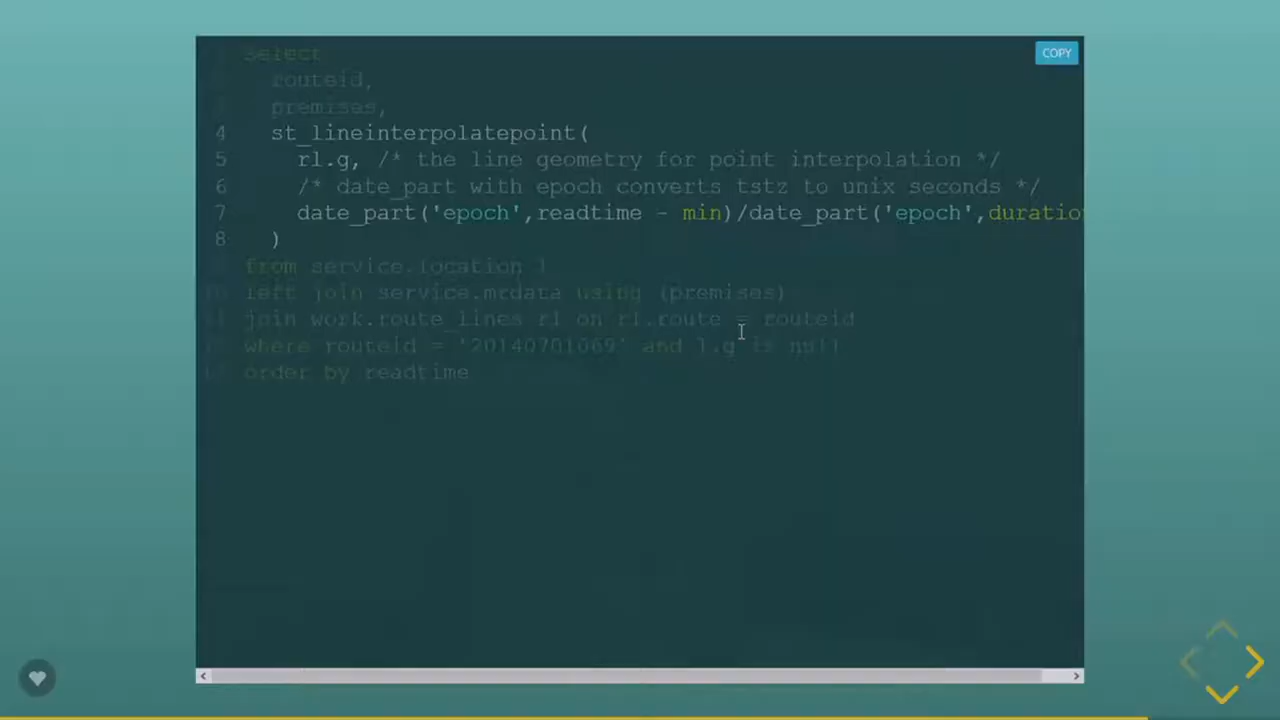 COPY
select
routeid,
premises,
4 st_lineinterpolatepoint(
5 rl.g, /* the line geometry for point interpolation */
6 /* date_part with epoch converts tstz to unix seconds */
7 date_part('epoch',readtime - min)/date_part('epoch',duratio
8 )
from service.location l
left join service.mcdata using (premises)
join work.route_lines rl on rl.route = routeid
where routeid = '20140701069' and l.g is null
order by readtime